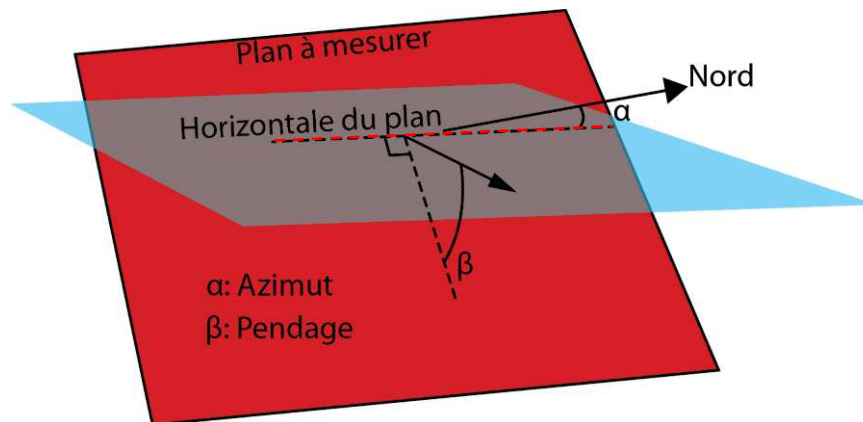 Plan à mesurer
Nord
Horizontale du plan
α
β
α: Azimut
β: Pendage